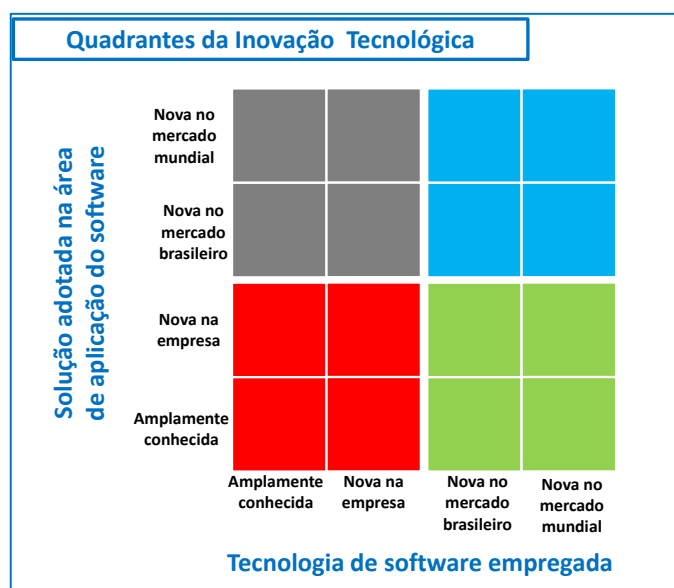 Quadrantes da Inovação Tecnológica
Solução adotada na área
de aplicação do software
Nova no
mercado
mundial
Nova no
mercado
brasileiro
Nova na
empresa
Amplamente
conhecida
Amplamente
conhecida
Nova na
empresa
Nova no
mercado
brasileiro
Nova no
mercado
mundial
Tecnologia de software empregada